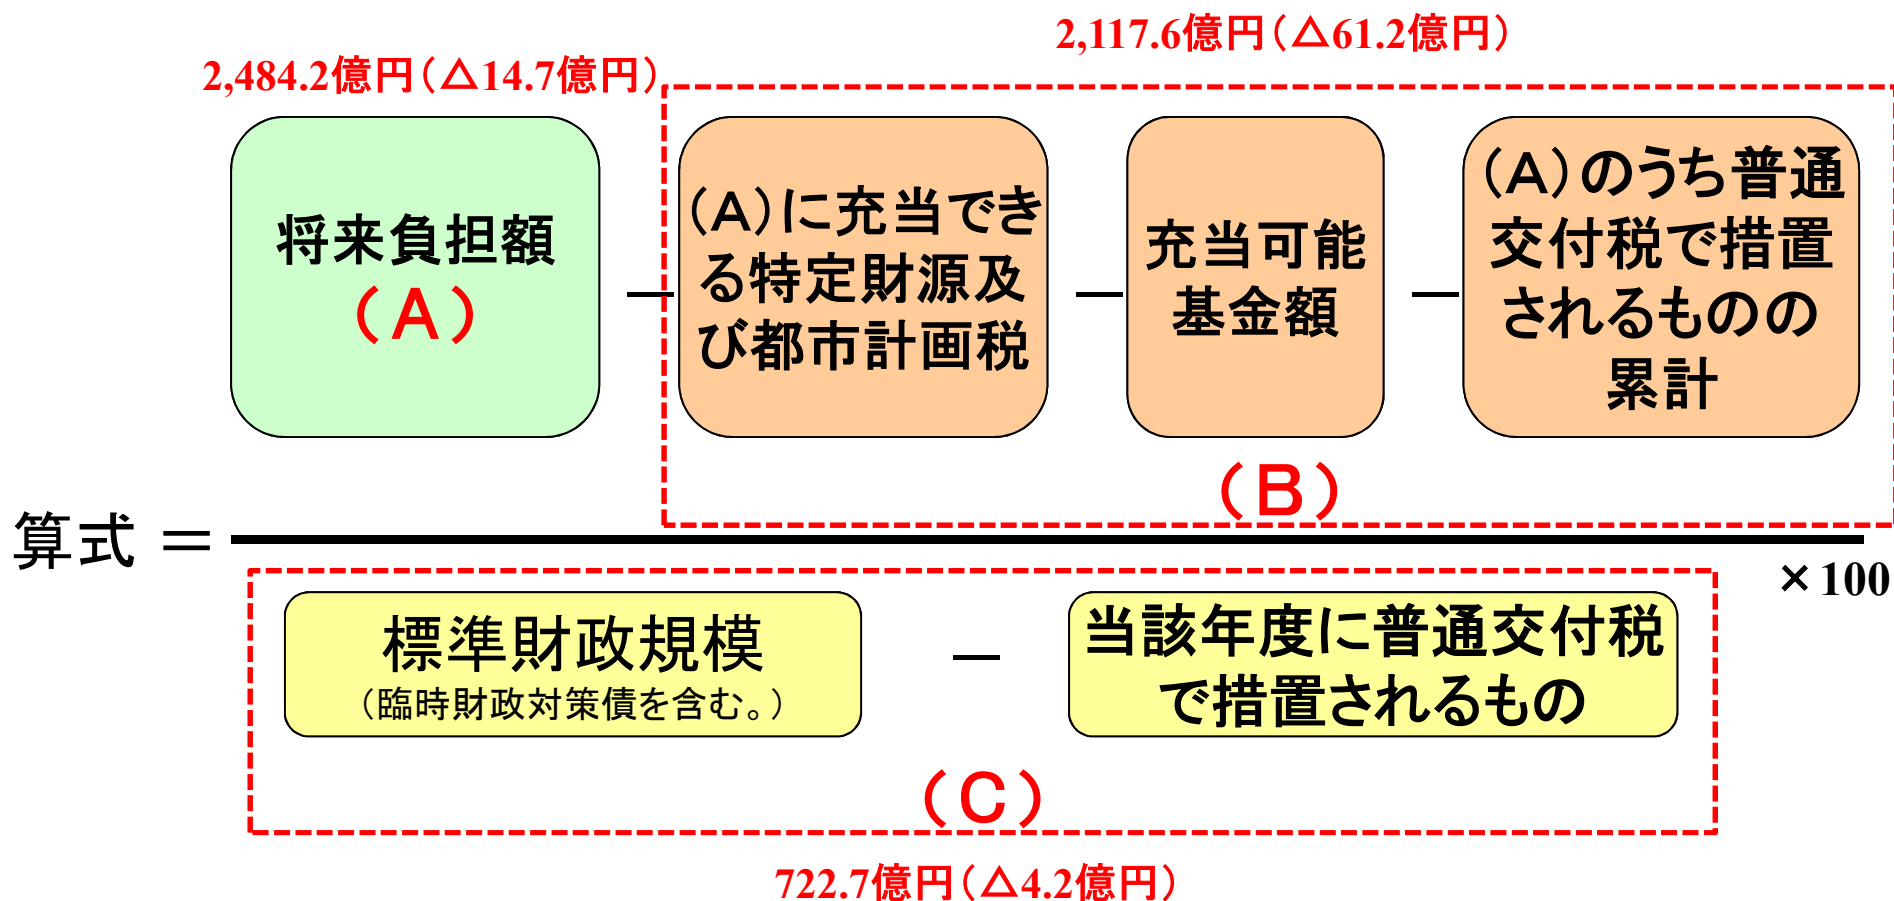 2,117.6億円(△61.2億円)
2,484.2億円(△14.7億円)
将来負担額
(A)
－
(A)に充当でき
る特定財源及
び都市計画税
－
充当可能
基金額
－
(A)のうち普通
交付税で措置
されるものの
累計
(B)
算式＝
×100
標準財政規模
(臨時財政対策債を含む。)
－
当該年度に普通交付税
で措置されるもの
(C)
722.7億円(△4.2億円)